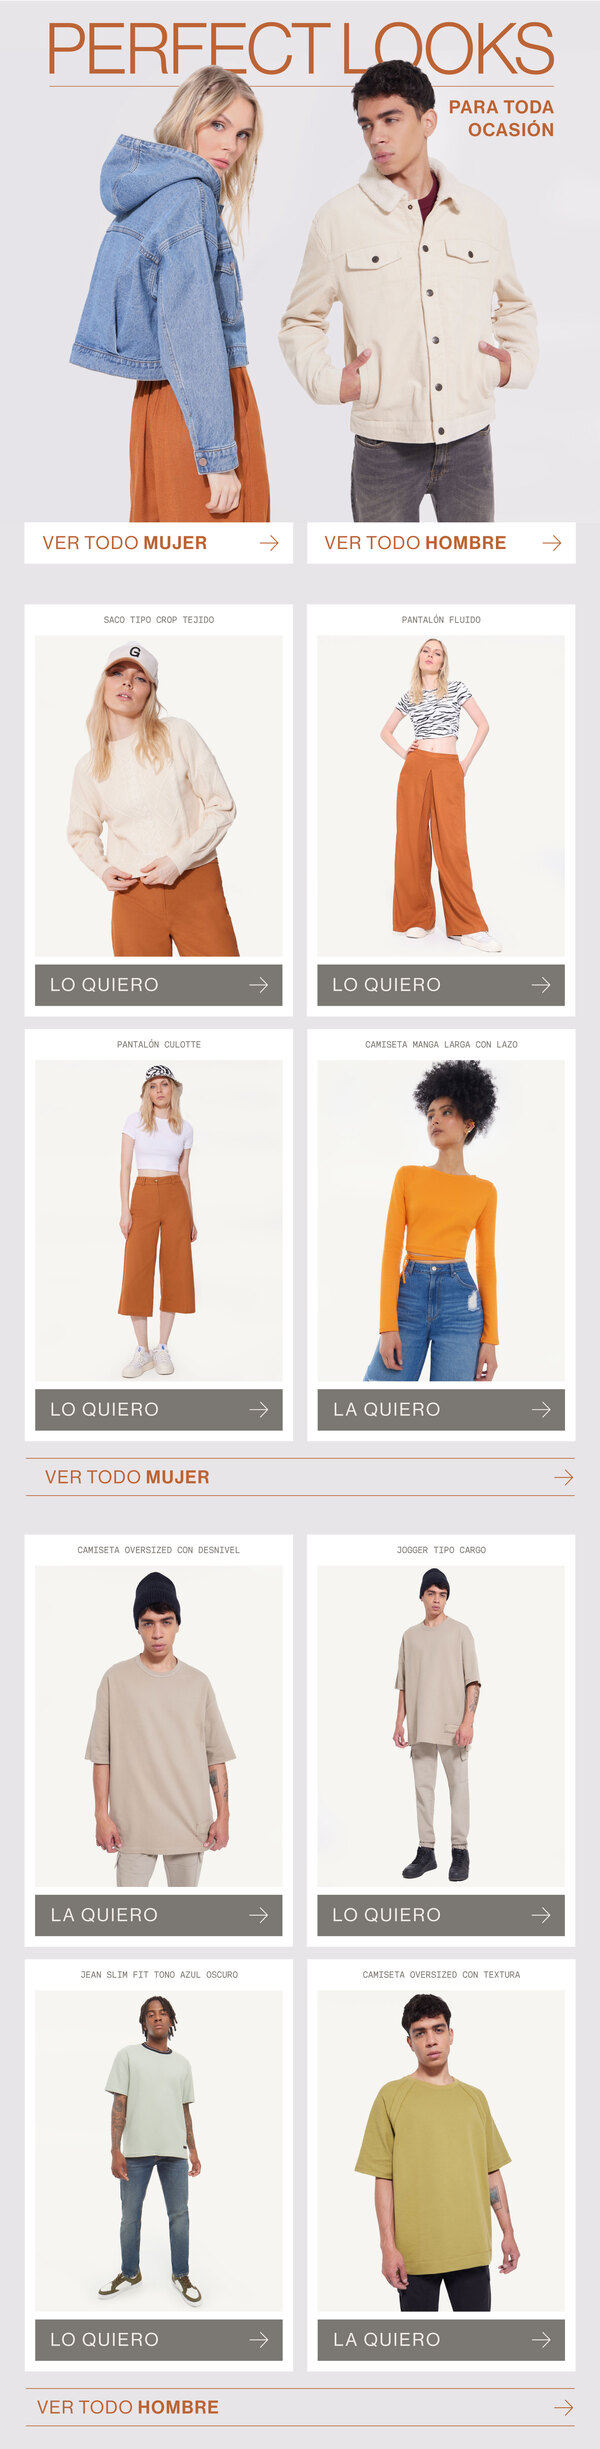 PERFECT LOOKS
PARA TODA
OCASIÓN
VER TODO MUJER
VER TODO HOMBRE
SACO TIPO CROP TEJIDO
PANTALÓN FLUIDO
G
LO QUIERO
LO QUIERO
PANTALÓN CULOTTE
CAMISETA MANGA LARGA CON LAZO
LO QUIERO
LA QUIERO
VER TODO MUJER
CAMISETA OVERSIZED CON DESNIVEL
JOGGER TIPO CARGO
LA QUIERO
LO QUIERO
JEAN SLIM FIT TONO AZUL OSCURO
CAMISETA OVERSIZED CON TEXTURA
LO QUIERO
LA QUIERO
VER TODO HOMBRE